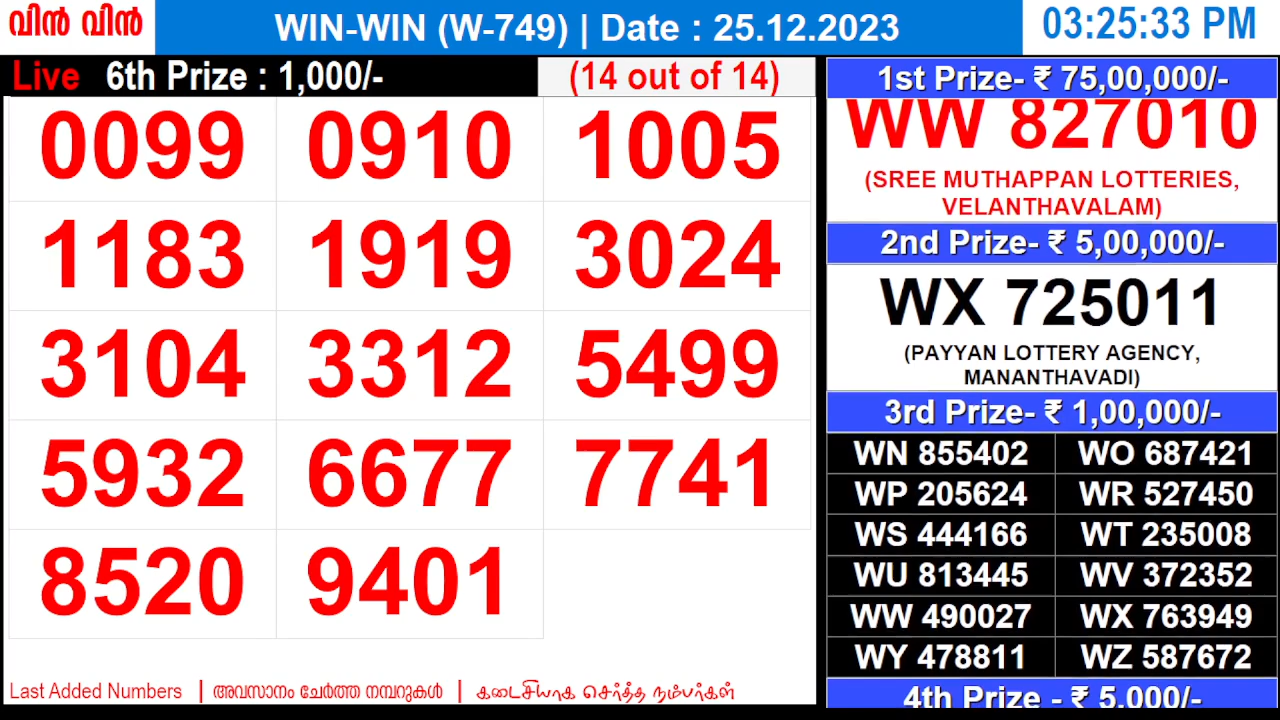 വിൻ വിൻ
WIN-WIN (W-749) | Date : 25.12.2023
03:25:33 PM
Live 6th Prize : 1,000/- (14 out of 14)
0099 0910 1005
1183 1919 3024
3104 3312 5499
5932 6677 7741
8520 9401
Last Added Numbers | അവസാനം ചേർത്ത നമ്പറുകൾ | கடைசியாக சேர்த்த நம்பர்கள்
1st Prize- ₹ 75,00,000/-
WW 827010
(SREE MUTHAPPAN LOTTERIES,
VELANTHAVALAM)
2nd Prize- ₹ 5,00,000/-
WX 725011
(PAYYAN LOTTERY AGENCY,
MANANTHAVADI)
3rd Prize- ₹ 1,00,000/-
WN 855402 WO 687421
WP 205624 WR 527450
WS 444166 WT 235008
WU 813445 WV 372352
WW 490027 WX 763949
WY 478811 WZ 587672
4th Prize - ₹ 5,000/-